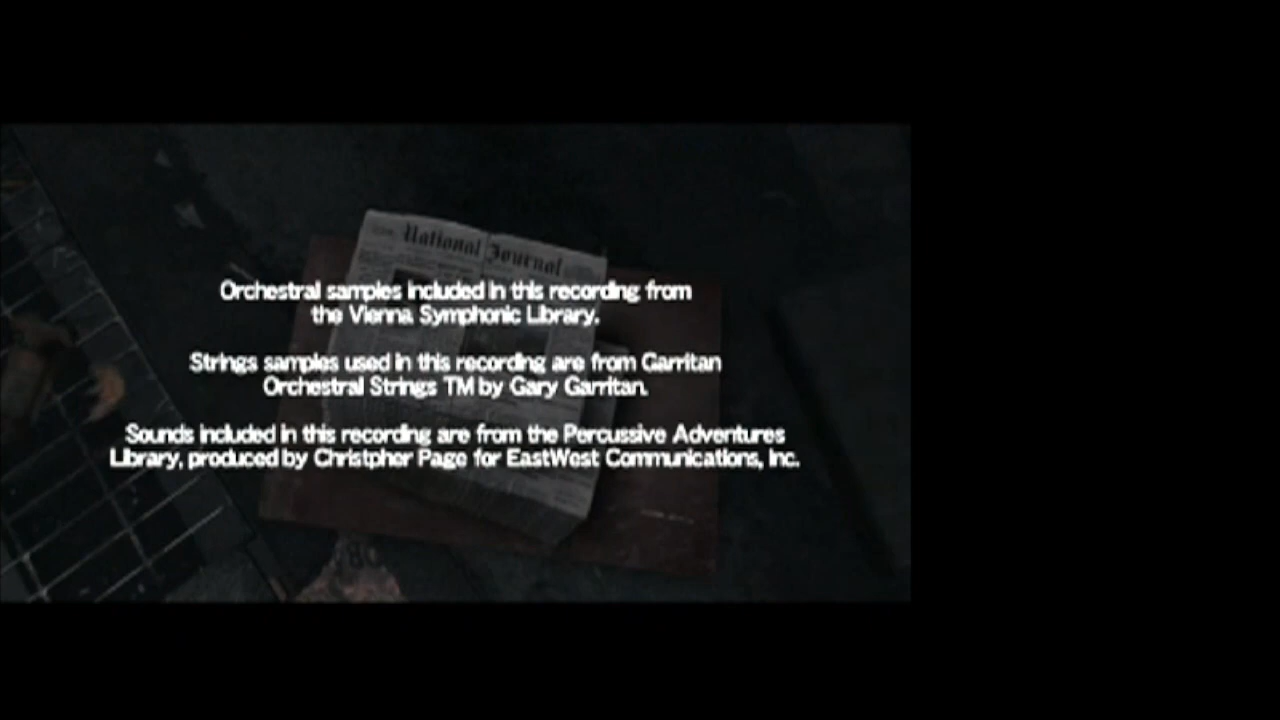 National Journal
Orchestral samples included in this recording from
the Vienna Symphonic Library.
Strings samples used in this recording are from Garritan
Orchestral Strings TM by Gary Garritan.
Sounds included in this recording are from the Percussive Adventures
Library, produced by Christpher Page for EastWest Communications, Inc.